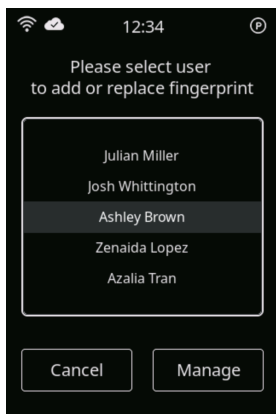 12:34
P
Please select user
to add or replace fingerprint
Julian Miller
Josh Whittington
Ashley Brown
Zenaida Lopez
Azalia Tran
Cancel Manage